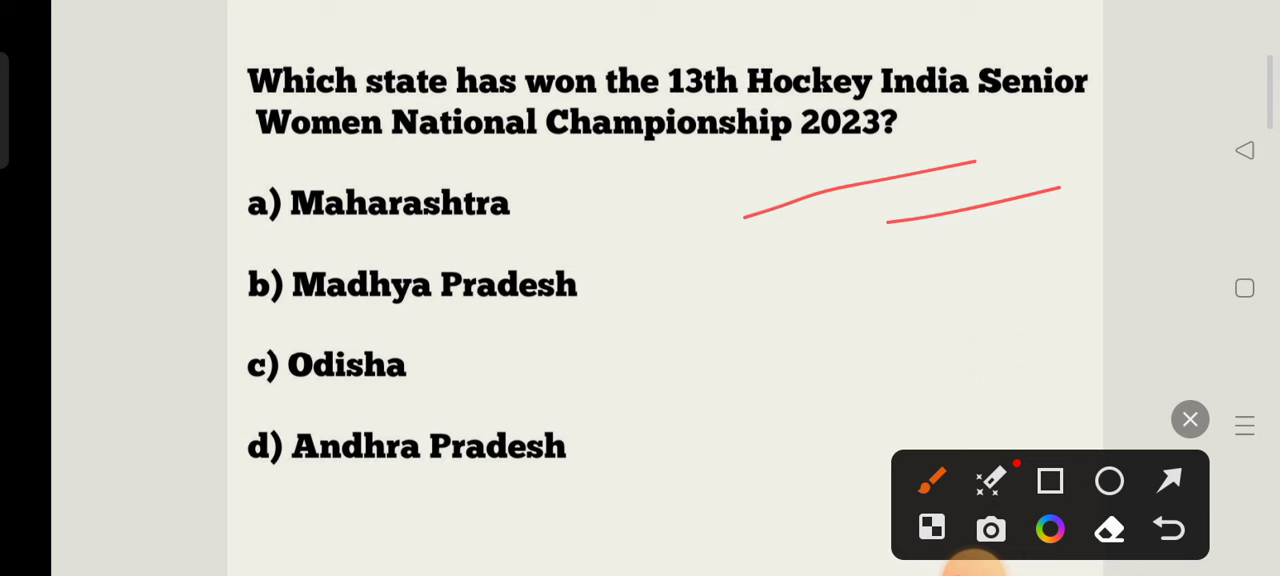 Which state has won the 13th Hockey India Senior
Women National Championship 2023?
a) Maharashtra
b) Madhya Pradesh
c) Odisha
d) Andhra Pradesh